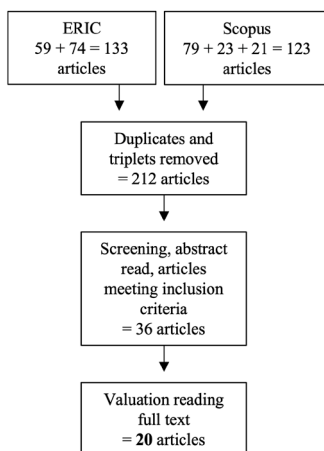 ERIC
59 + 74 = 133
articles
Scopus
79 + 23 + 21 = 123
articles
Duplicates and
triplets removed
= 212 articles
Screening, abstract
read, articles
meeting inclusion
criteria
= 36 articles
Valuation reading
full text
= 20 articles